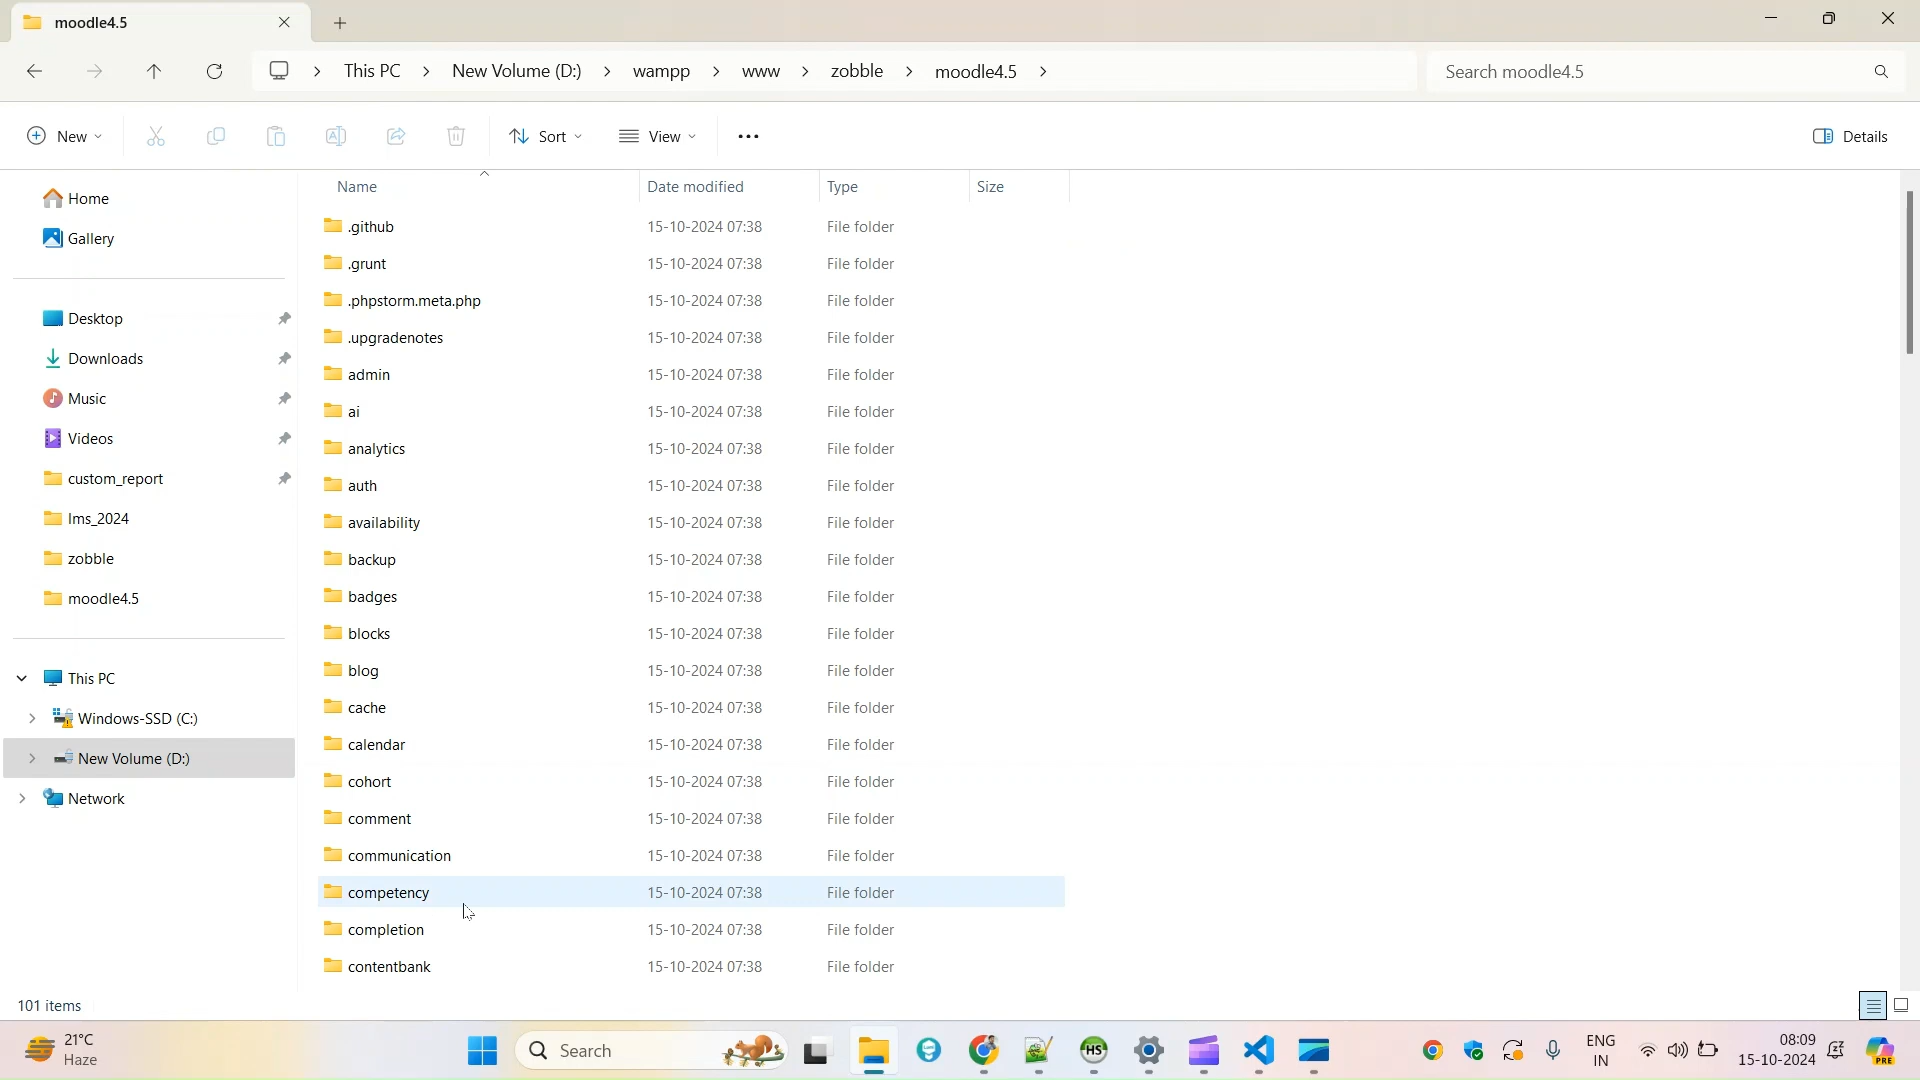 moodle4.5
This PC > New Volume (D:) > wampp > www > zobble > moodle4.5 >
Search moodle4.5
New
Sort
View
Details
Name Date modified Type Size
Home
Gallery
Desktop
Downloads
Music
Videos
custom_report
lms_2024
zobble
moodle4.5
This PC
Windows-SSD (C:)
New Volume (D:)
Network
.github 15-10-2024 07:38 File folder
.grunt 15-10-2024 07:38 File folder
.phpstorm.meta.php 15-10-2024 07:38 File folder
.upgradenotes 15-10-2024 07:38 File folder
admin 15-10-2024 07:38 File folder
ai 15-10-2024 07:38 File folder
analytics 15-10-2024 07:38 File folder
auth 15-10-2024 07:38 File folder
availability 15-10-2024 07:38 File folder
backup 15-10-2024 07:38 File folder
badges 15-10-2024 07:38 File folder
blocks 15-10-2024 07:38 File folder
blog 15-10-2024 07:38 File folder
cache 15-10-2024 07:38 File folder
calendar 15-10-2024 07:38 File folder
cohort 15-10-2024 07:38 File folder
comment 15-10-2024 07:38 File folder
communication 15-10-2024 07:38 File folder
competency 15-10-2024 07:38 File folder
completion 15-10-2024 07:38 File folder
contentbank 15-10-2024 07:38 File folder
101 items
21°C
Haze
Search
HS
ENG
IN
08:09
15-10-2024
PRE